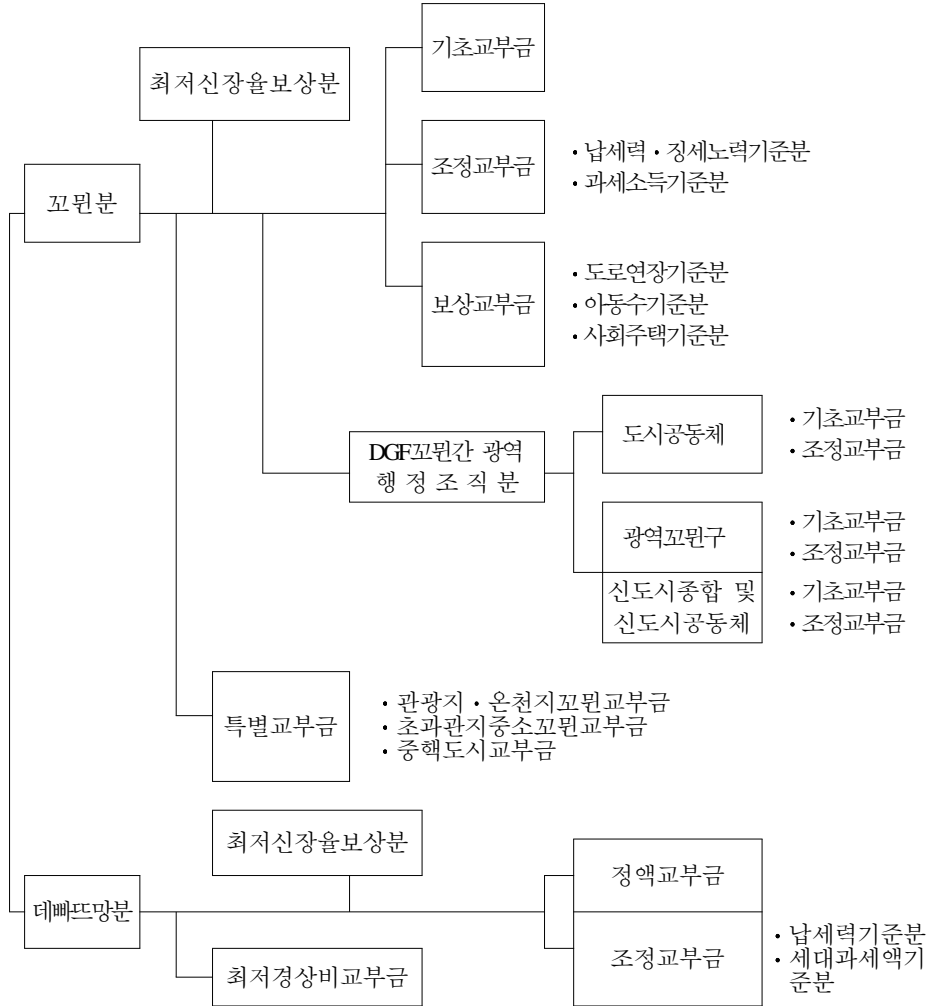 기초교부금
최저신장율보상분
조정교부금
・납세력・징세노력기준분
・과세소득기준분
꼬뮌분
보상교부금
・도로연장기준분
・아동수기준분
・사회주택기준분
DGF꼬뮌간 광역
행 정 조 직 분
도시공동체
・기초교부금
・조정교부금
광역꼬뮌구
・기초교부금
・조정교부금
신도시종합 및
신도시공동체
・기초교부금
・조정교부금
특별교부금
・관광지・온천지꼬뮌교부금
・초과관지중소꼬뮌교부금
・중핵도시교부금
최저신장율보상분
정액교부금
데빠뜨망분
조정교부금
・납세력기준분
・세대과세액기
준분
최저경상비교부금